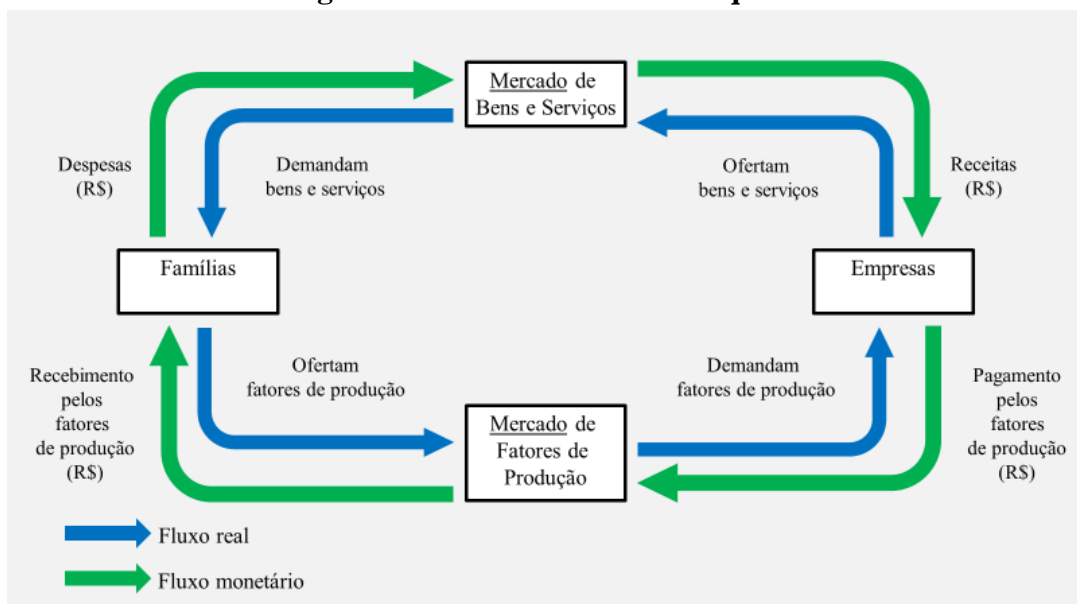 Mercado de
Bens e Serviços
Despesas
(R$)
Demandam
bens e serviços
Ofertam
bens e serviços
Receitas
(R$)
Famílias
Empresas
Recebimento
pelos
fatores
de produção
(R$)
Ofertam
fatores de produção
Demandam
fatores de produção
Pagamento
pelos
fatores
de produção
(R$)
Mercado de
Fatores de
Produção
Fluxo real
Fluxo monetário